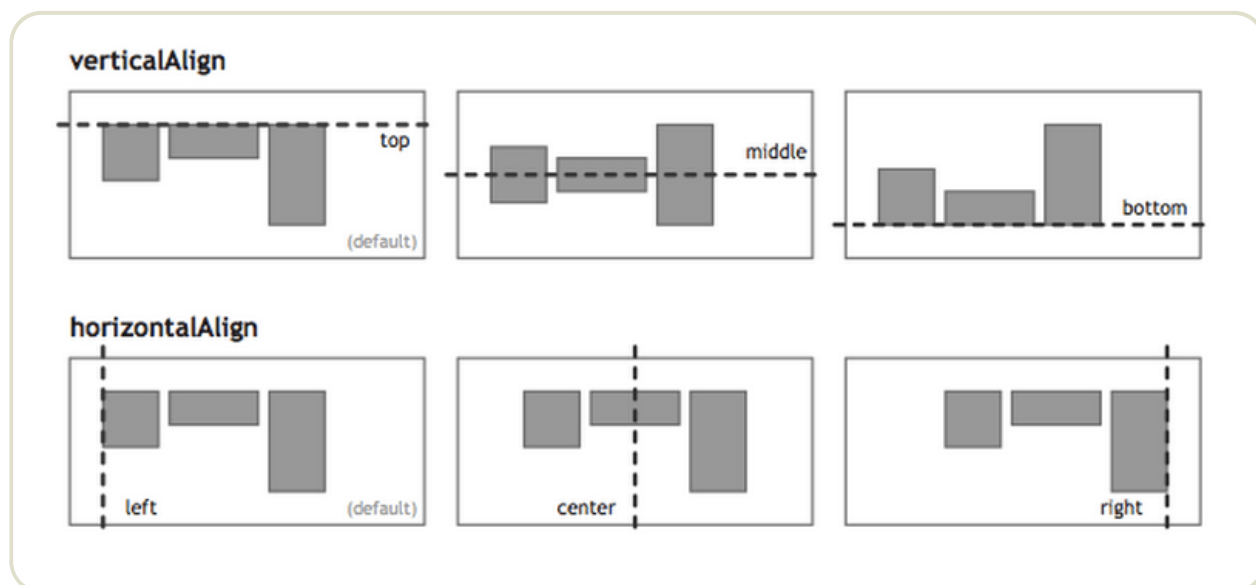 verticalAlign
top
(default)
middle
bottom
horizontalAlign
left
(default)
center
right